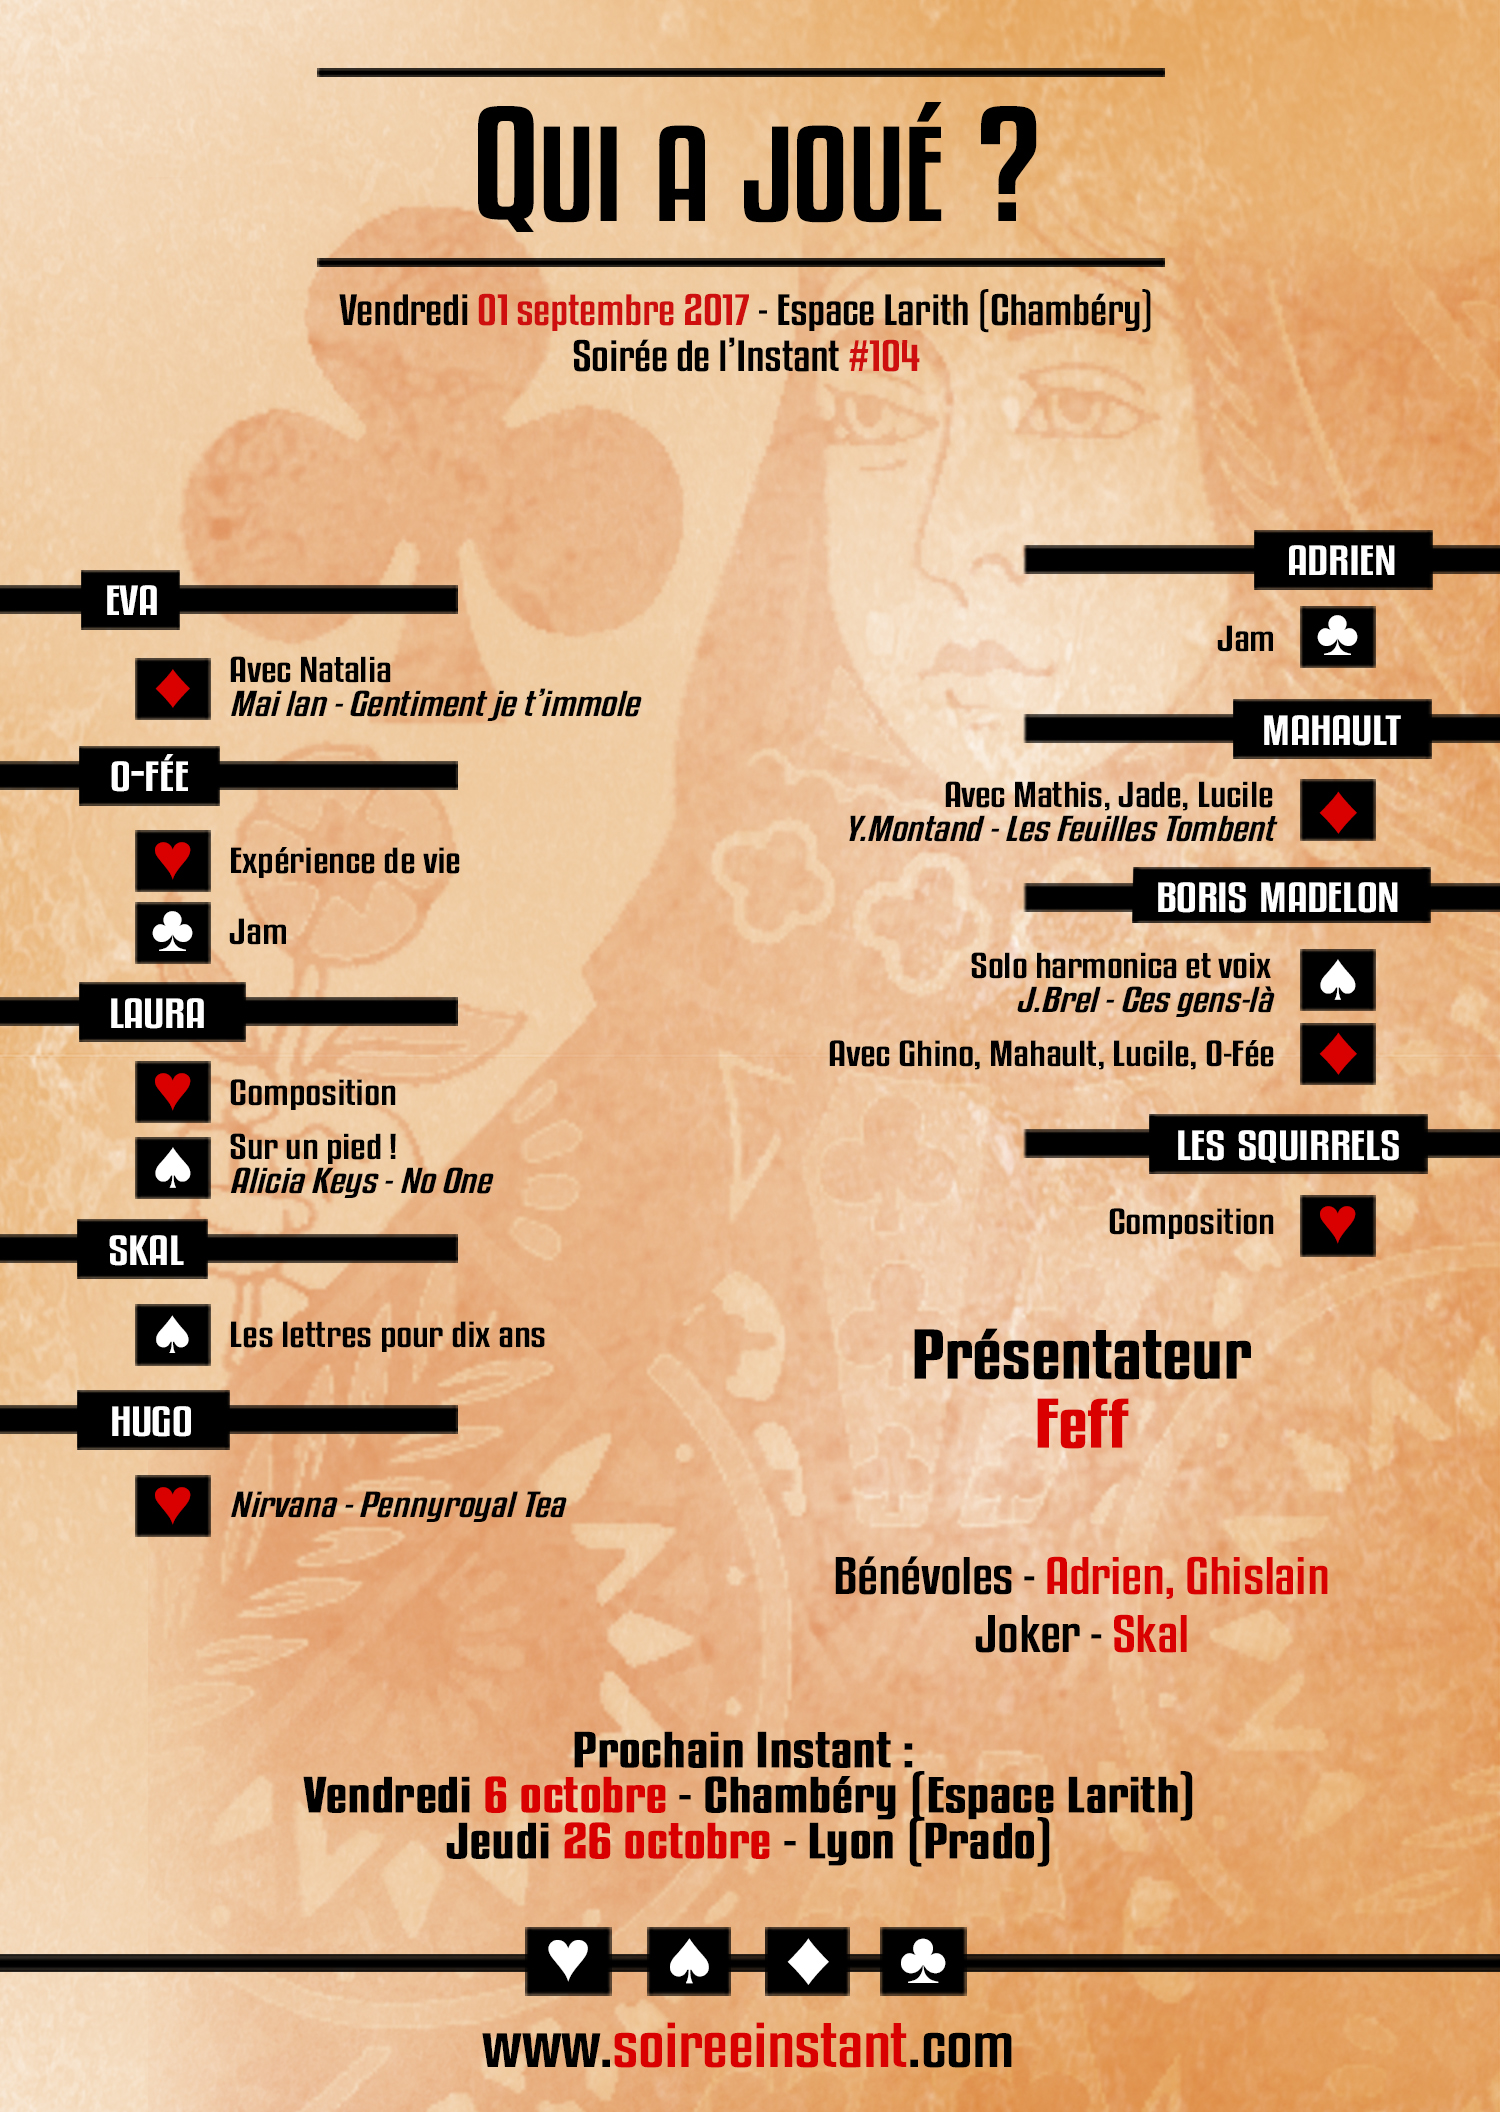 Qui a joué ?
Vendredi 01 septembre 2017 - Espace Larith (Chambéry)
Soirée de l'Instant #104
EVA
Avec Natalia
Mai lan - Gentiment je t'immole
O-FÉE
Expérience de vie
Jam
LAURA
Composition
Sur un pied !
Alicia Keys - No One
SKAL
Les lettres pour dix ans
HUGO
Nirvana - Pennyroyal Tea
ADRIEN
Jam
MAHAULT
Avec Mathis, Jade, Lucile
Y.Montand - Les Feuilles Tombent
BORIS MADELON
Solo harmonica et voix
J.Brel - Ces gens-là
Avec Ghino, Mahault, Lucile, O-Fée
LES SQUIRRELS
Composition
Présentateur
Feff
Bénévoles - Adrien, Ghislain
Joker - Skal
Prochain Instant :
Vendredi 6 octobre - Chambéry (Espace Larith)
Jeudi 26 octobre - Lyon (Prado)
www.soireeinstant.com